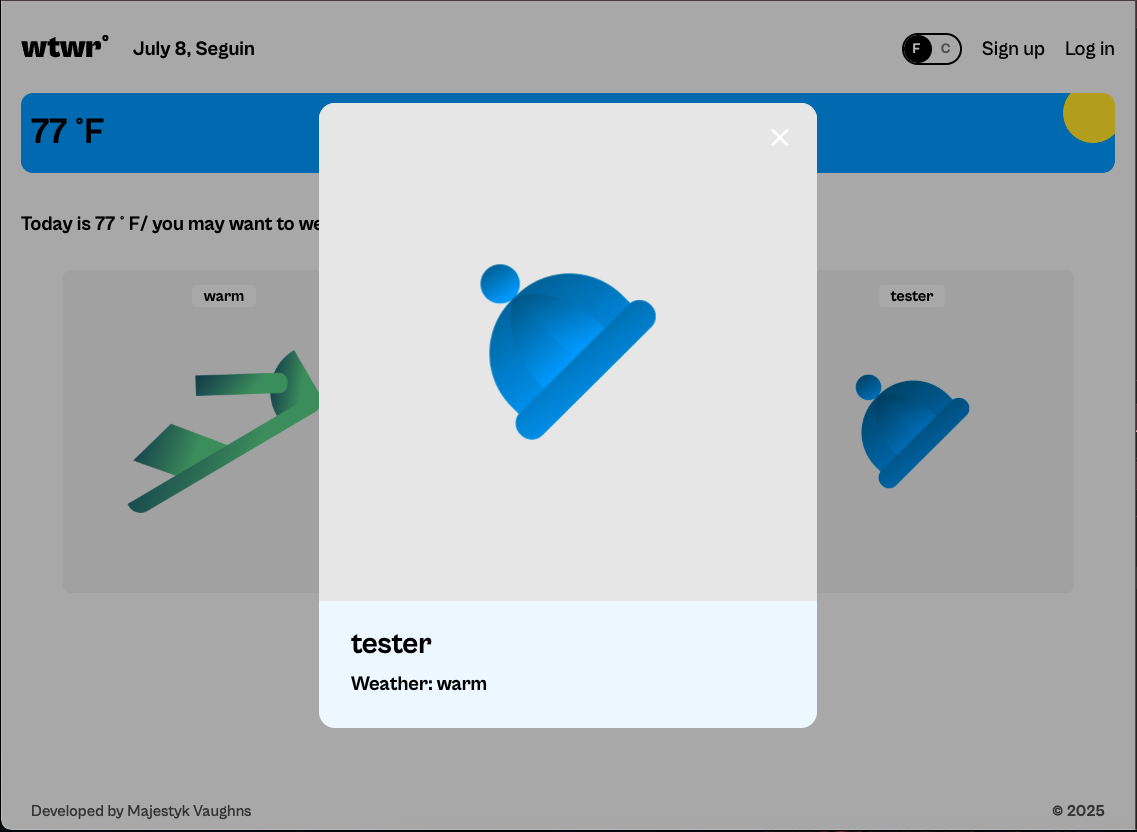 wtwr° July 8, Seguin F C Sign up Log in
77 °F
Today is 77 ° F/ you may want to we
warm tester
tester
Weather: warm
Developed by Majestyk Vaughns © 2025